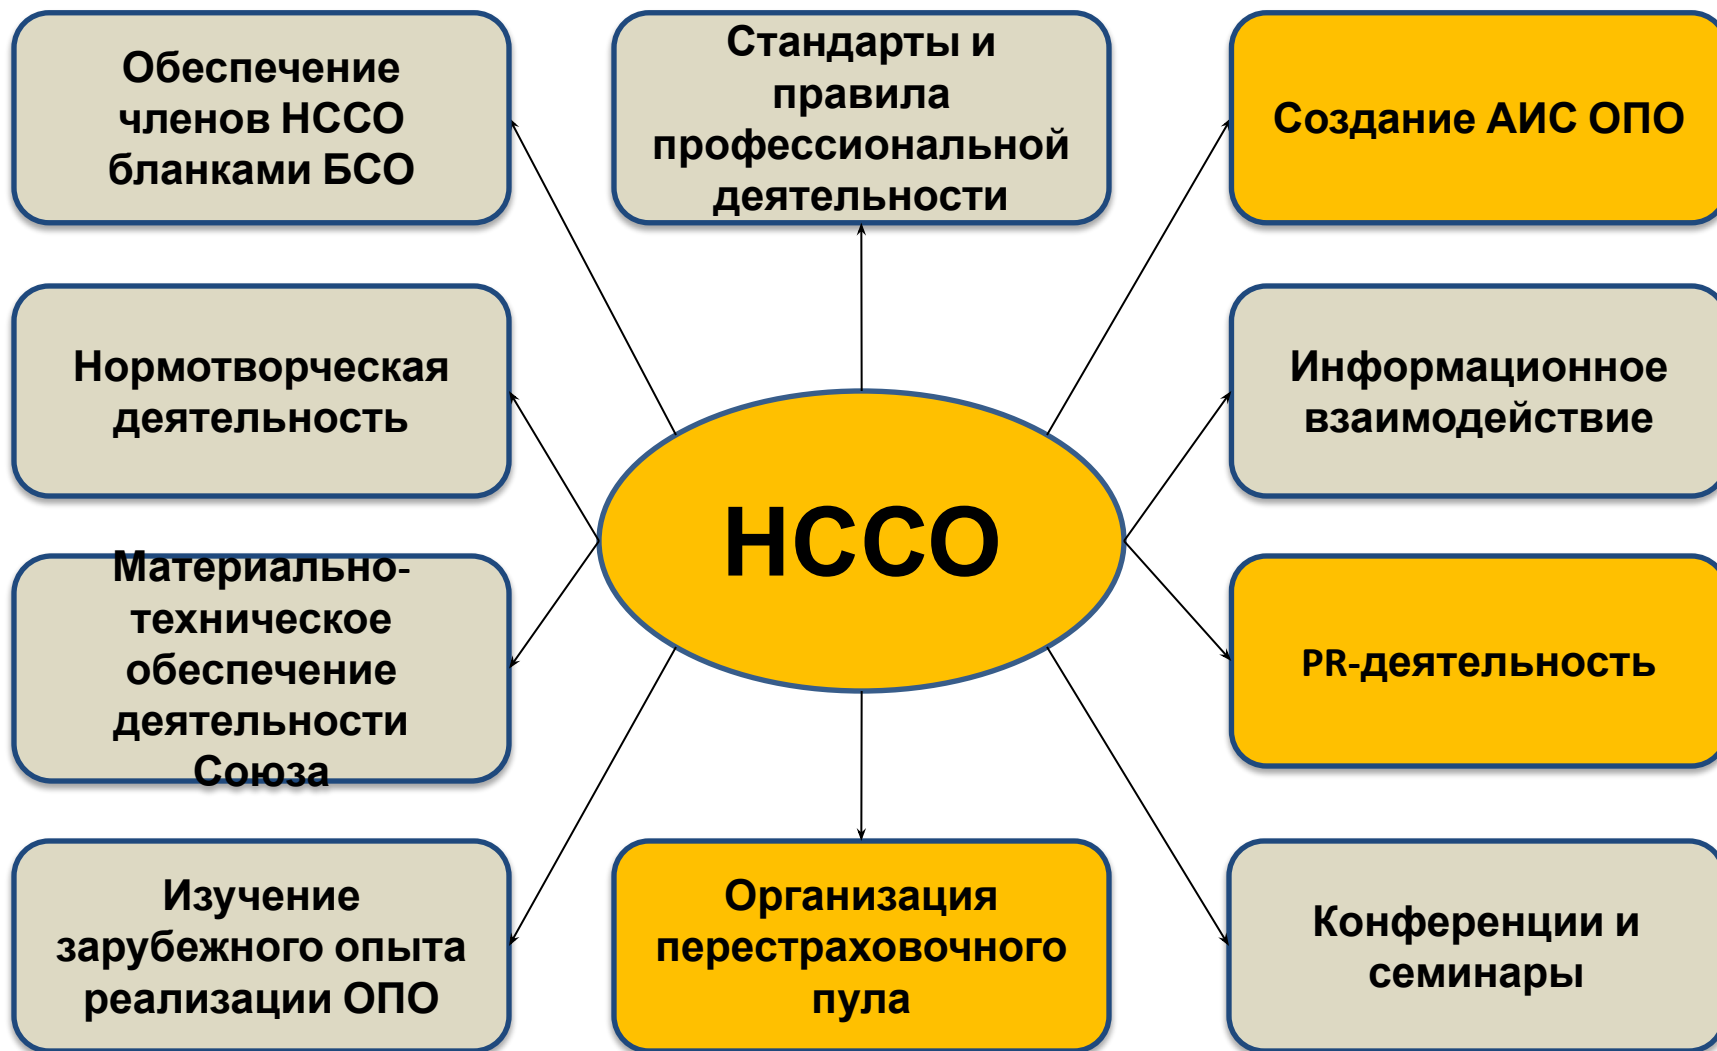 Обеспечение
членов НССО
бланками БСО
Стандарты и
правила
профессиональной
деятельности
Создание АИС ОПО
Нормотворческая
деятельность
Информационное
взаимодействие
НССО
Материально-
техническое
обеспечение
деятельности
Союза
PR-деятельность
Изучение
зарубежного опыта
реализации ОПО
Организация
перестраховочного
пула
Конференции и
семинары